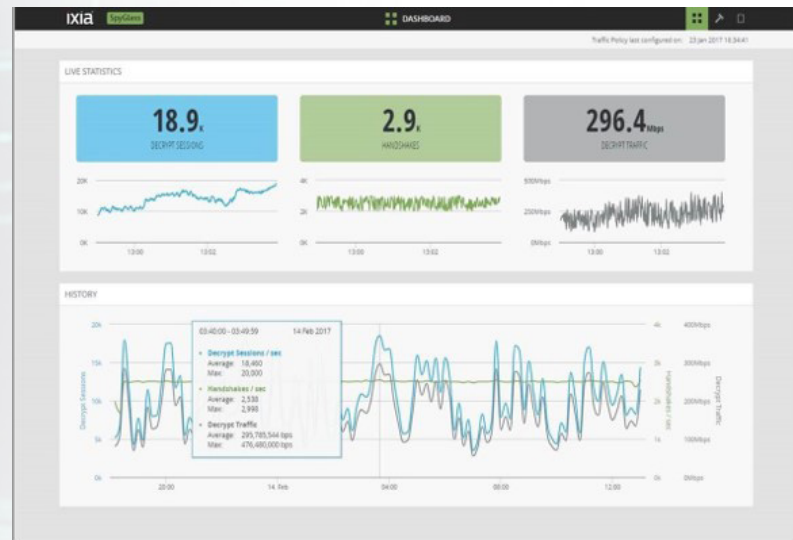 ixia SpyGlass DASHBOARD
Traffic Policy last configured on: 23 Jan 2017 18:34:41
LIVE STATISTICS
18.9K
DECRYPT SESSIONS
2.9K
HANDSHAKES
296.4Mbps
DECRYPT TRAFFIC
20K
10K
0K
13:00 13:02
4K
2K
0K
13:00 13:02
500Mbps
250Mbps
0Mbps
13:00 13:02
HISTORY
Decrypt Sessions
20k
15k
10k
5k
0k
03:40:00 - 03:49:59 14 Feb 2017
Decrypt Sessions / sec
Average: 18,460
Max: 20,000
Handshakes / sec
Average: 2,538
Max: 2,998
Decrypt Traffic
Average: 295,785,544 bps
Max: 476,480,000 bps
4k
3k
2k
1k
0k
Handshakes / sec
400Mbps
300Mbps
200Mbps
100Mbps
0Mbps
Decrypt Traffic
20:00 14. Feb 04:00 08:00 12:00